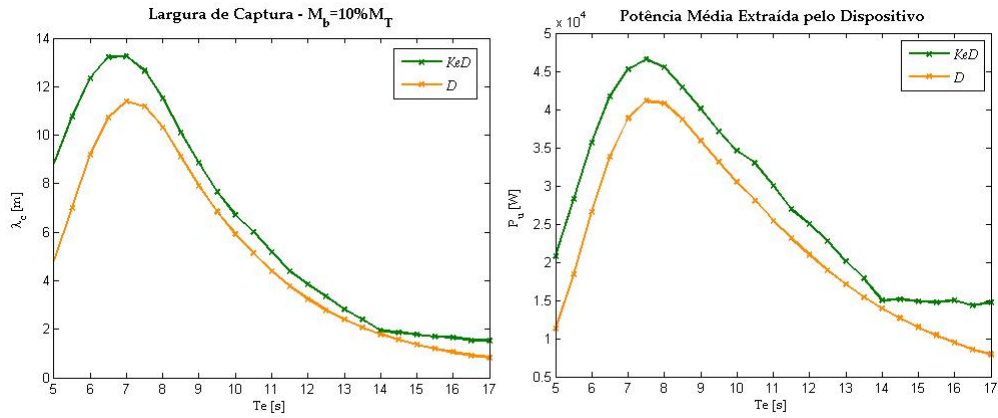 Largura de Captura - M_b=10%M_T
14
12
10
8
6
4
2
0
λ_c [m]
5 6 7 8 9 10 11 12 13 14 15 16 17
Te [s]
KeD
D
Potência Média Extraída pelo Dispositivo
x 10^4
5
4.5
4
3.5
3
2.5
2
1.5
1
0.5
P_u [W]
5 6 7 8 9 10 11 12 13 14 15 16 17
Te [s]
KeD
D